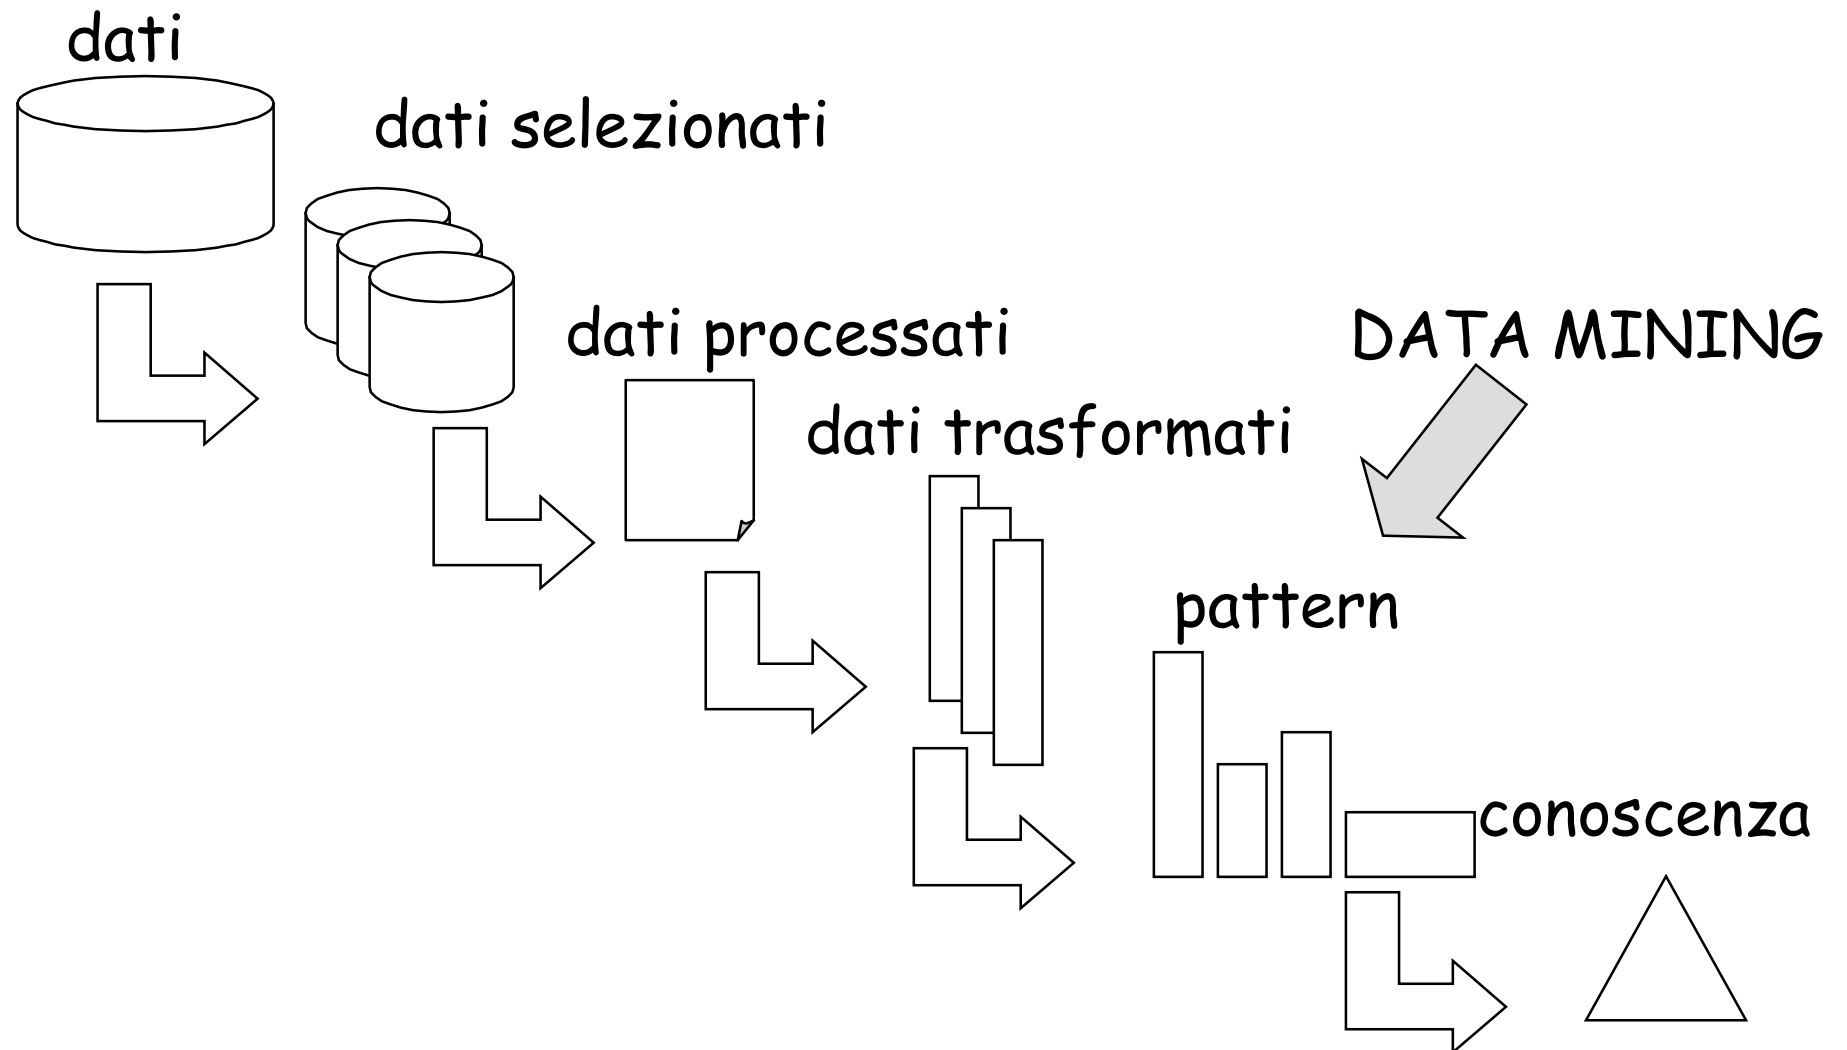 dati
dati selezionati
dati processati
DATA MINING
dati trasformati
pattern
conoscenza